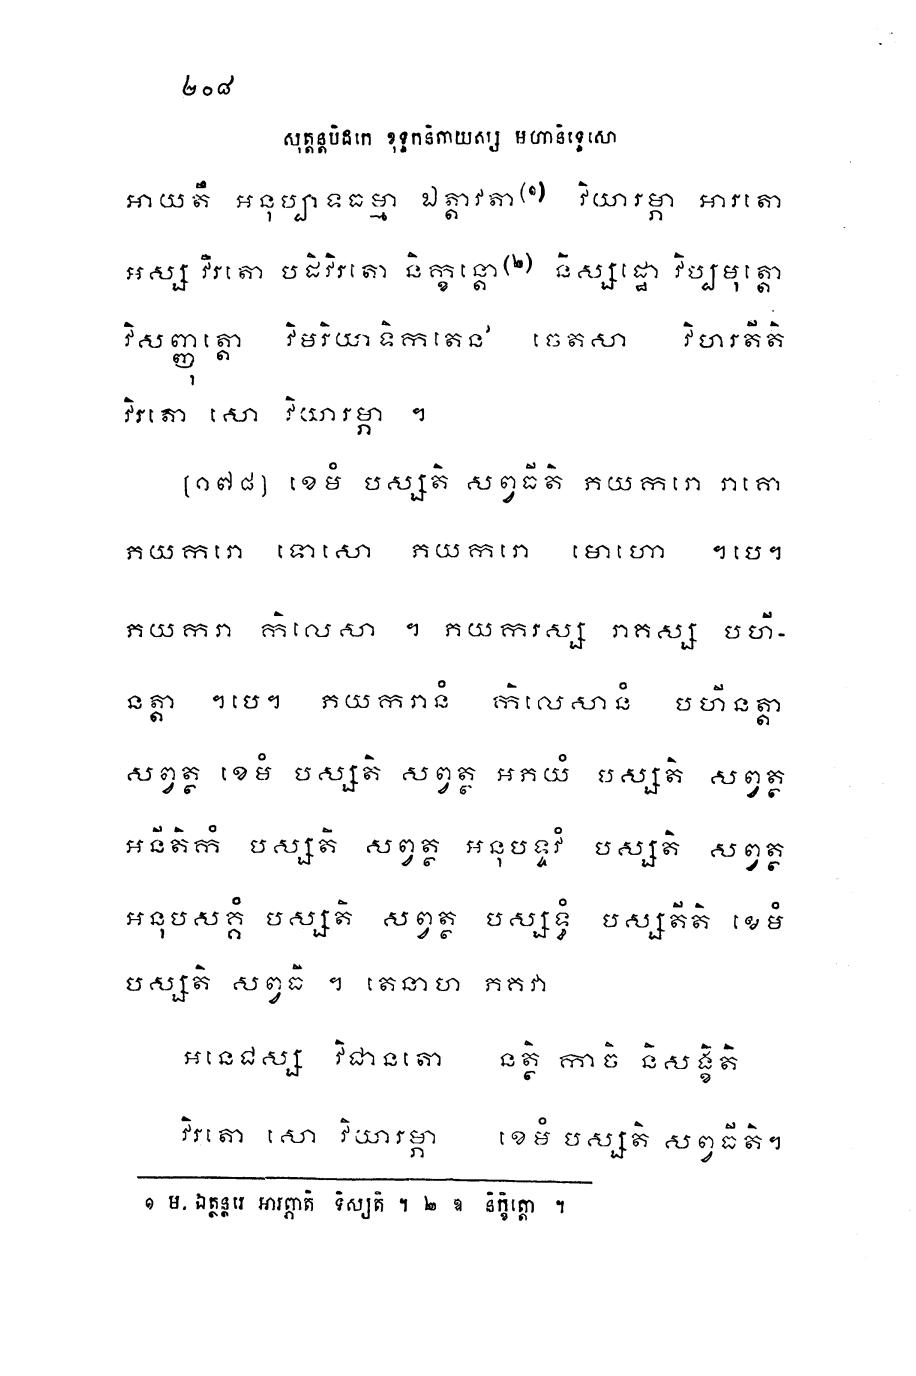 ២០៨
សុត្តន្តបិដកេ ខុទ្ទកនិកាយស្ស មហានិទ្ទេសោ
អាយតឹ អនុប្បាទធម្មា ឯត្តាវតា(១) វិយារម្ភា អារតោ
អស្ស វិរតោ បដិវិរតោ និក្ខន្តោ(២) និស្សដ្ឋោ វិប្បមុត្តោ
វិសញ្ញុត្តោ វិមរិយាទិកតេន ចេតសា វិហរតីតិ
វិរតោ សោ វិយារម្ភា ។
(១៧៨) ខេមំ បស្សតិ សព្វធីតិ ភយករោ រាគោ
ភយករោ ទោសោ ភយករោ មោហោ ។បេ។
ភយករា កិលេសា ។ ភយករស្ស រាគស្ស បហី-
នត្តា ។បេ។ ភយករានំ កិលេសានំ បហីនត្តា
សព្វត្ថ ខេមំ បស្សតិ សព្វត្ថ អភយំ បស្សតិ សព្វត្ថ
អនីតិកំ បស្សតិ សព្វត្ថ អនុបទ្ទវំ បស្សតិ សព្វត្ថ
អនុបសគ្គំ បស្សតិ សព្វត្ថ បស្សទ្ធំ បស្សតីតិ ខេមំ
បស្សតិ សព្វធិ ។ តេនាហ ភគវា
អនេជស្ស វិជានតោ នត្ថិ កាចិ និសង្ខិតិ
វិរតោ សោ វិយារម្ភា ខេមំ បស្សតិ សព្វធីតិ។
១ ម. ឯត្ថន្តរេ អារព្ភាតិ ទិស្សតិ ។ ២ ឱ និក្ខិត្តោ ។